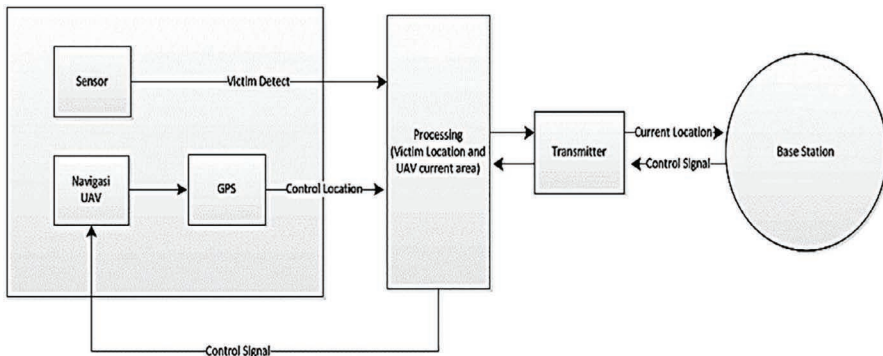 Sensor
Victim Detect
Processing
(Victim Location and
UAV current area)
Transmitter
Current Location
Control Signal
Base Station
Navigasi
UAV
GPS
Control Location
Control Signal